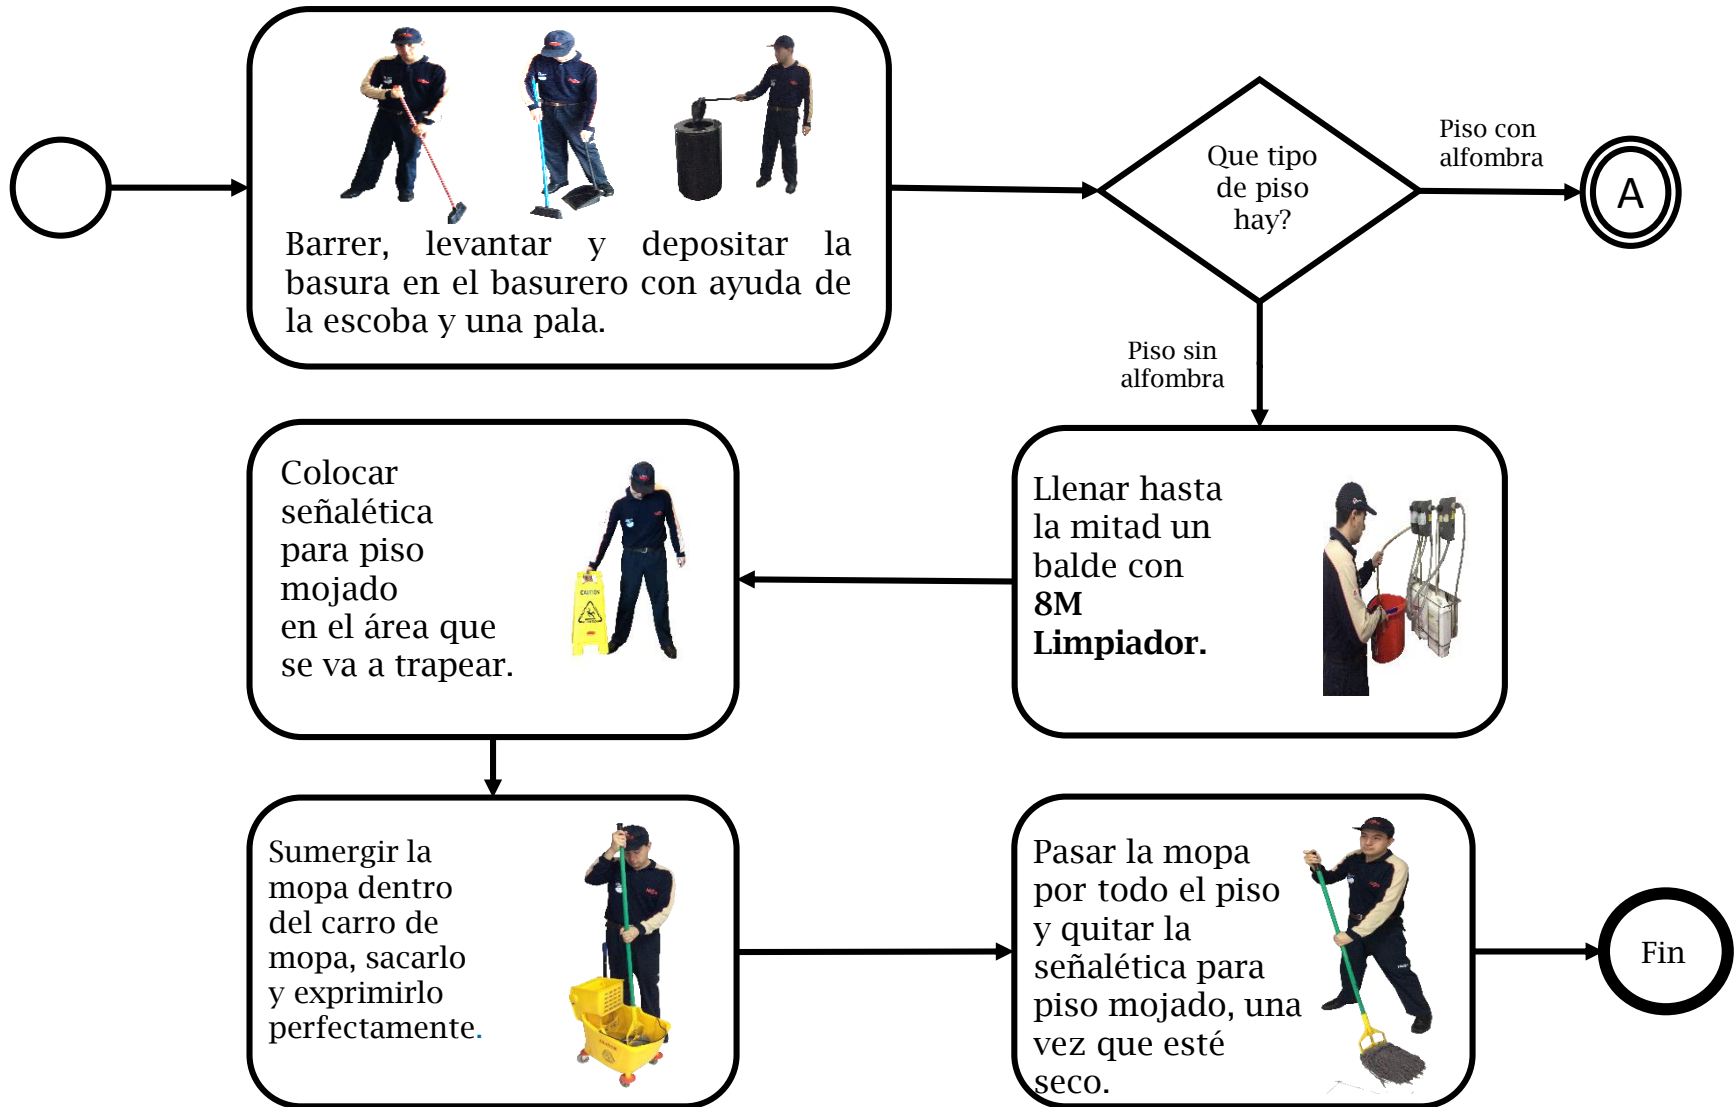 Barrer, levantar y depositar la
basura en el basurero con ayuda de
la escoba y una pala.
Que tipo
de piso
hay?
Piso con
alfombra
A
Piso sin
alfombra
Llenar hasta
la mitad un
balde con
8M
Limpiador.
Colocar
señalética
para piso
mojado
en el área que
se va a trapear.
CAUTION
Sumergir la
mopa dentro
del carro de
mopa, sacarlo
y exprimirlo
perfectamente.
Pasar la mopa
por todo el piso
y quitar la
señalética para
piso mojado, una
vez que esté
seco.
Fin